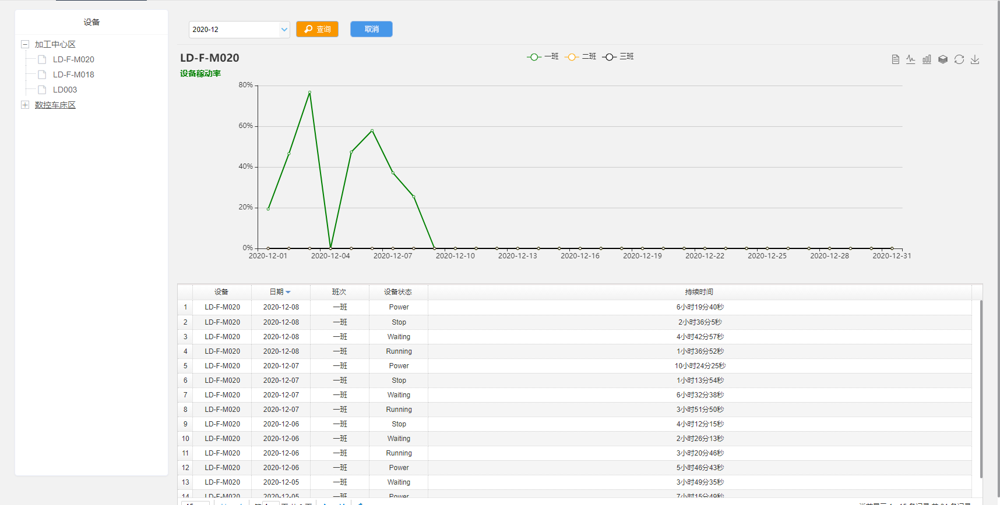 设备
加工中心区
LD-F-M020
LD-F-M018
LD003
数控车床区
2020-12 查询 取消
LD-F-M020
设备稼动率
一班 二班 三班
80%
60%
40%
20%
0%
2020-12-01 2020-12-04 2020-12-07 2020-12-10 2020-12-13 2020-12-16 2020-12-19 2020-12-22 2020-12-25 2020-12-28 2020-12-31
设备 日期 班次 设备状态 持续时间
1 LD-F-M020 2020-12-08 一班 Power 6小时19分40秒
2 LD-F-M020 2020-12-08 一班 Stop 2小时36分5秒
3 LD-F-M020 2020-12-08 一班 Waiting 4小时42分57秒
4 LD-F-M020 2020-12-08 一班 Running 1小时36分52秒
5 LD-F-M020 2020-12-07 一班 Power 10小时24分25秒
6 LD-F-M020 2020-12-07 一班 Stop 1小时13分54秒
7 LD-F-M020 2020-12-07 一班 Waiting 6小时32分38秒
8 LD-F-M020 2020-12-07 一班 Running 3小时51分50秒
9 LD-F-M020 2020-12-06 一班 Stop 4小时12分15秒
10 LD-F-M020 2020-12-06 一班 Waiting 2小时26分13秒
11 LD-F-M020 2020-12-06 一班 Running 3小时20分46秒
12 LD-F-M020 2020-12-06 一班 Power 5小时46分43秒
13 LD-F-M020 2020-12-05 一班 Waiting 3小时49分35秒
14 LD-F-M020 2020-12-05 一班 Power 7小时15分49秒